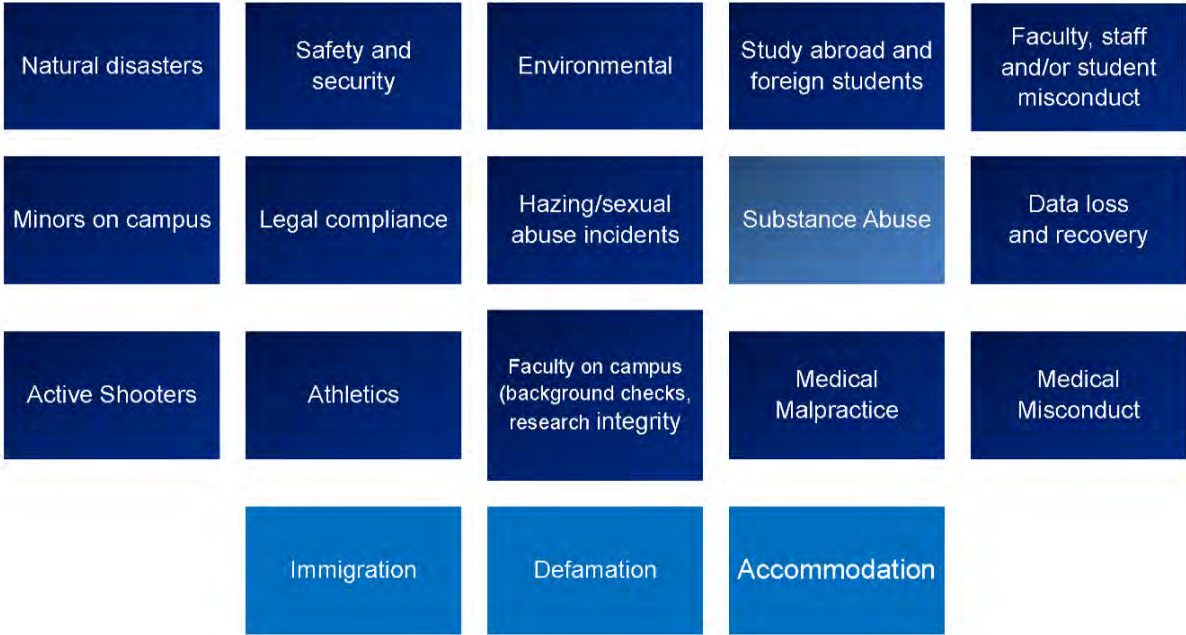 Natural disasters
Safety and
security
Environmental
Study abroad and
foreign students
Faculty, staff
and/or student
misconduct
Minors on campus
Legal compliance
Hazing/sexual
abuse incidents
Substance Abuse
Data loss
and recovery
Active Shooters
Athletics
Faculty on campus
(background checks,
research integrity
Medical
Malpractice
Medical
Misconduct
Immigration
Defamation
Accommodation